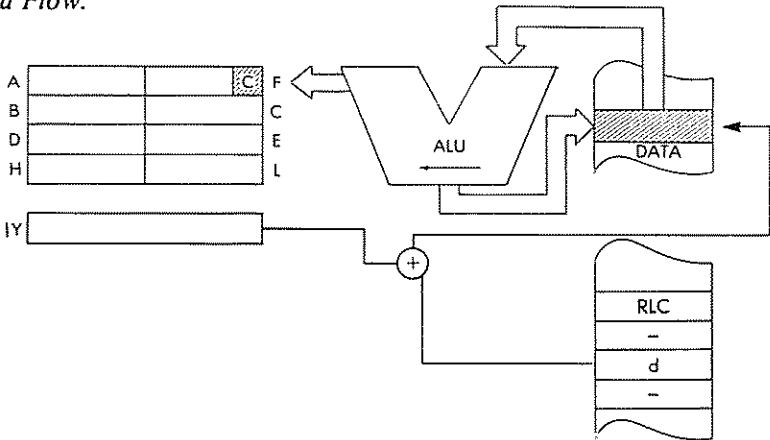 a Flow.
A C F
B C
D E
H L
ALU
DATA
IY
+
RLC
–
d
–